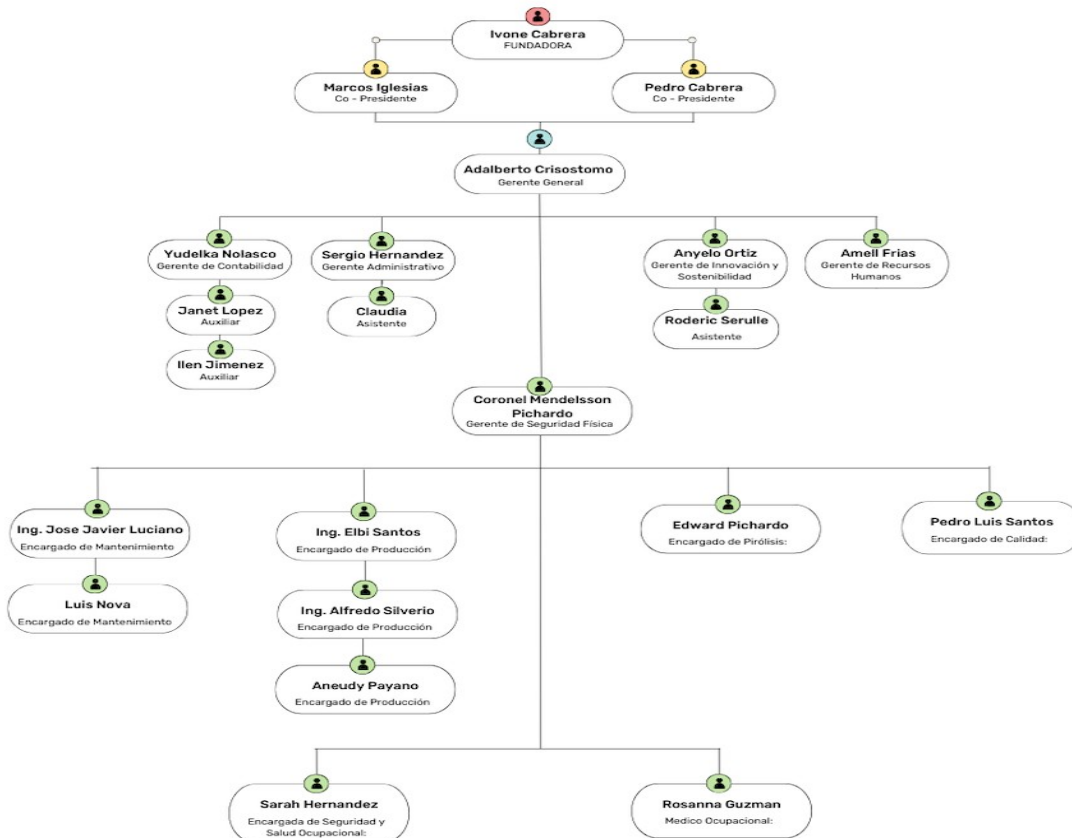 Ivone Cabrera
FUNDADORA
Marcos Iglesias
Co - Presidente
Pedro Cabrera
Co - Presidente
Adalberto Crisostomo
Gerente General
Yudelka Nolasco
Gerente de Contabilidad
Sergio Hernandez
Gerente Administrativo
Anyelo Ortiz
Gerente de Innovación y
Sostenibilidad
Amell Frias
Gerente de Recursos
Humanos
Janet Lopez
Auxiliar
Claudia
Asistente
Roderic Serulle
Asistente
Ilen Jimenez
Auxiliar
Coronel Mendelsson
Pichardo
Gerente de Seguridad Física
Ing. Jose Javier Luciano
Encargado de Mantenimiento
Ing. Elbi Santos
Encargado de Producción
Edward Pichardo
Encargado de Pirólisis:
Pedro Luis Santos
Encargado de Calidad:
Luis Nova
Encargado de Mantenimiento
Ing. Alfredo Silverio
Encargado de Producción
Aneudy Payano
Encargado de Producción
Sarah Hernandez
Encargada de Seguridad y
Salud Ocupacional:
Rosanna Guzman
Medico Ocupacional: